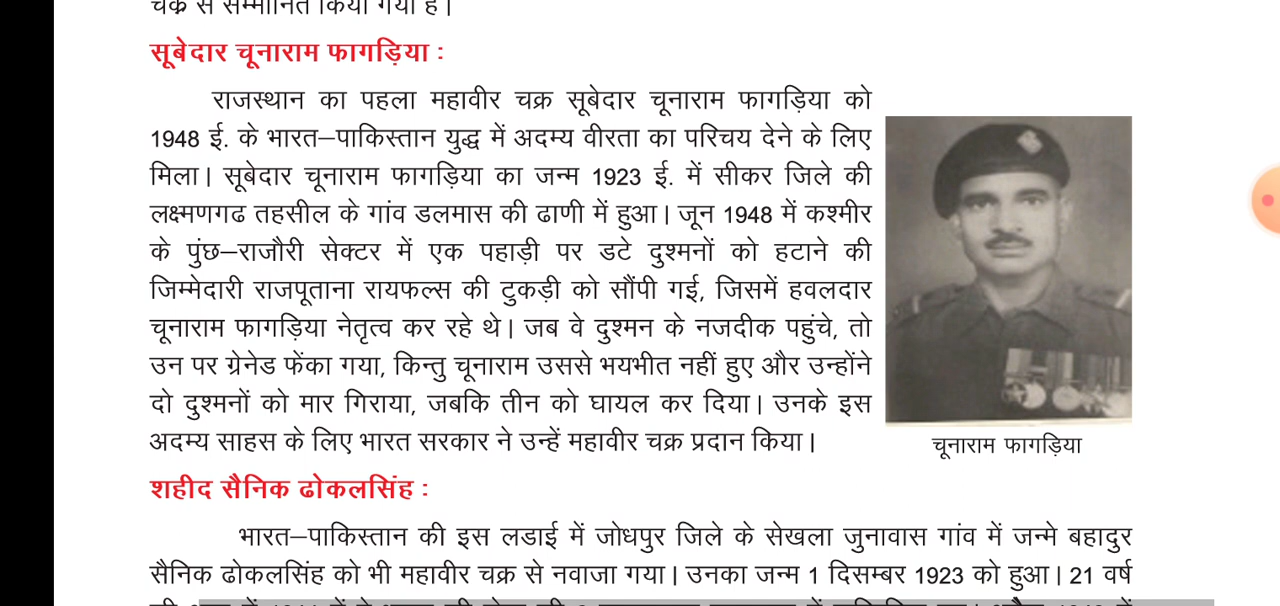 चक्र से सम्मानित किया गया है।
सूबेदार चूनाराम फागड़िया :
राजस्थान का पहला महावीर चक्र सूबेदार चूनाराम फागड़िया को
1948 ई. के भारत–पाकिस्तान युद्ध में अदम्य वीरता का परिचय देने के लिए
मिला। सूबेदार चूनाराम फागड़िया का जन्म 1923 ई. में सीकर जिले की
लक्ष्मणगढ तहसील के गांव डलमास की ढाणी में हुआ। जून 1948 में कश्मीर
के पुंछ–राजौरी सेक्टर में एक पहाड़ी पर डटे दुश्मनों को हटाने की
जिम्मेदारी राजपूताना रायफल्स की टुकड़ी को सौंपी गई, जिसमें हवलदार
चूनाराम फागड़िया नेतृत्व कर रहे थे। जब वे दुश्मन के नजदीक पहुंचे, तो
उन पर ग्रेनेड फेंका गया, किन्तु चूनाराम उससे भयभीत नहीं हुए और उन्होंने
दो दुश्मनों को मार गिराया, जबकि तीन को घायल कर दिया। उनके इस
अदम्य साहस के लिए भारत सरकार ने उन्हें महावीर चक्र प्रदान किया।
चूनाराम फागड़िया
शहीद सैनिक ढोकलसिंह :
भारत–पाकिस्तान की इस लडाई में जोधपुर जिले के सेखला जुनावास गांव में जन्मे बहादुर
सैनिक ढोकलसिंह को भी महावीर चक्र से नवाजा गया। उनका जन्म 1 दिसम्बर 1923 को हुआ। 21 वर्ष